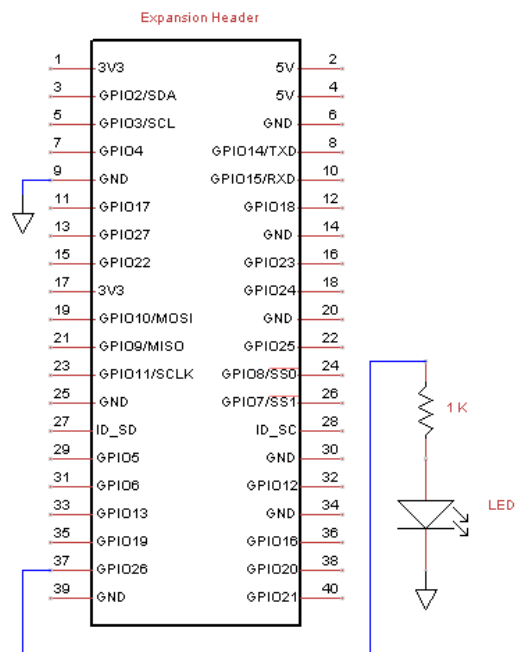 Expansion Header
1 3V3 5V 2
3 GPIO2/SDA 5V 4
5 GPIO3/SCL GND 6
7 GPIO4 GPIO14/TXD 8
9 GND GPIO15/RXD 10
11 GPIO17 GPIO18 12
13 GPIO27 GND 14
15 GPIO22 GPIO23 16
17 3V3 GPIO24 18
19 GPIO10/MOSI GND 20
21 GPIO9/MISO GPIO25 22
23 GPIO11/SCLK GPIO8/SS0 24
25 GND GPIO7/SS1 26
27 ID_SD ID_SC 28
29 GPIO5 GND 30
31 GPIO6 GPIO12 32
33 GPIO13 GND 34
35 GPIO19 GPIO16 36
37 GPIO26 GPIO20 38
39 GND GPIO21 40
1K
LED